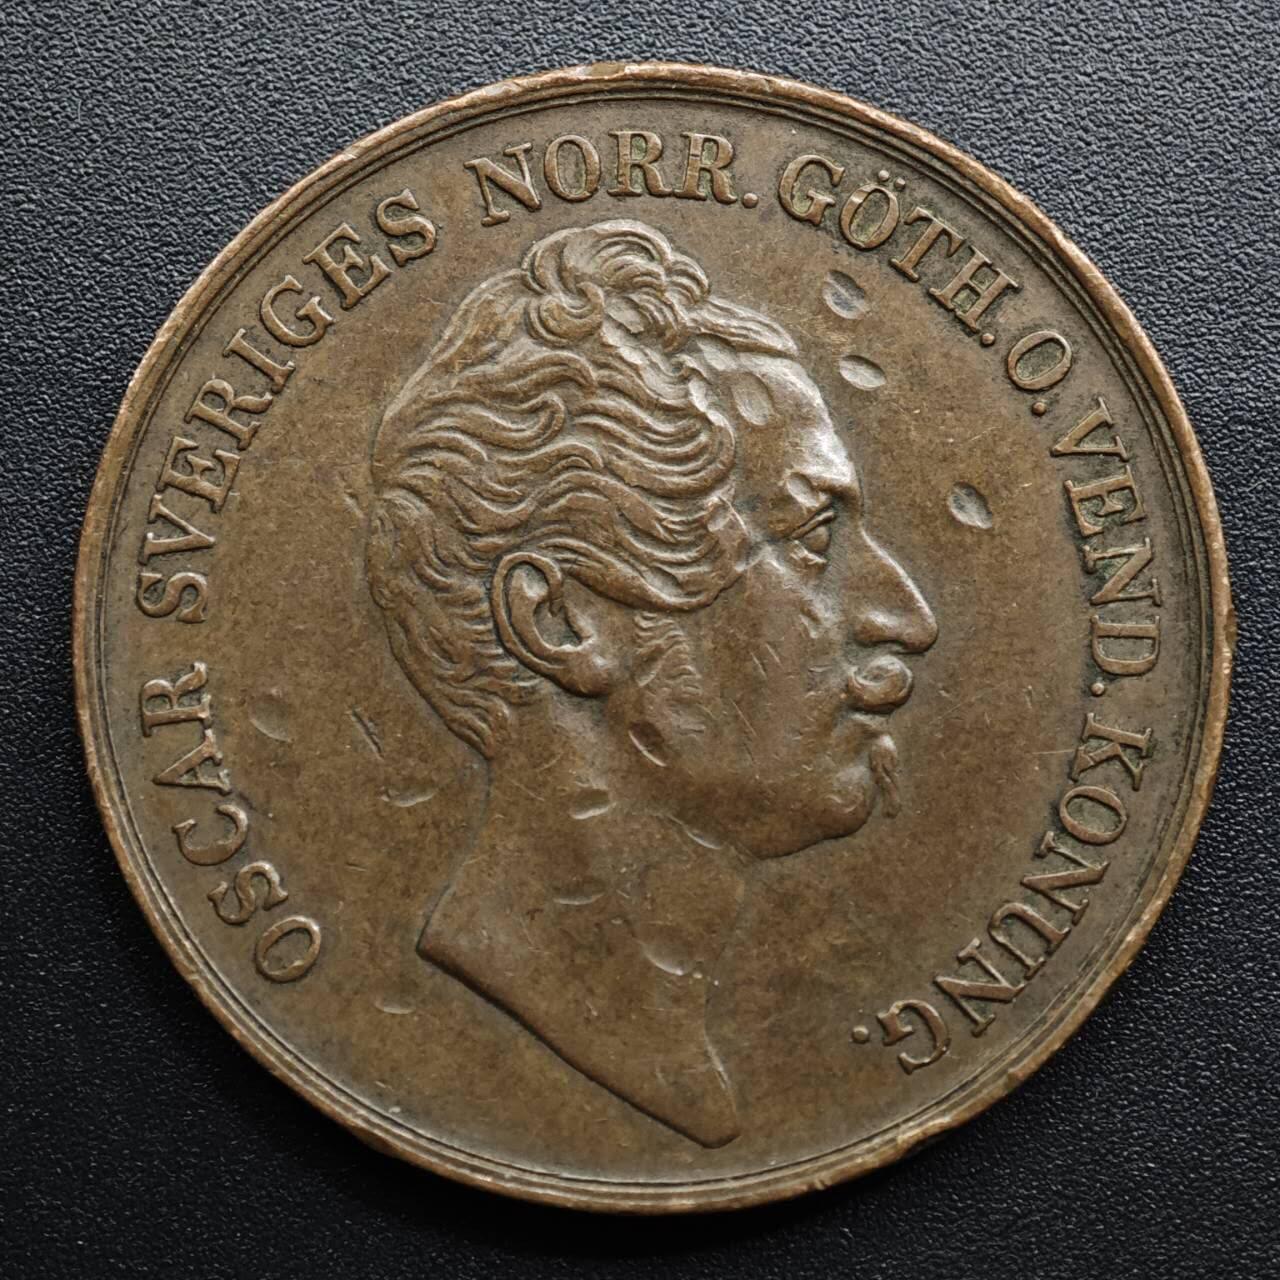 OSCAR SVERIGES NORR. GÖTH. O. VEND. KONUNG.